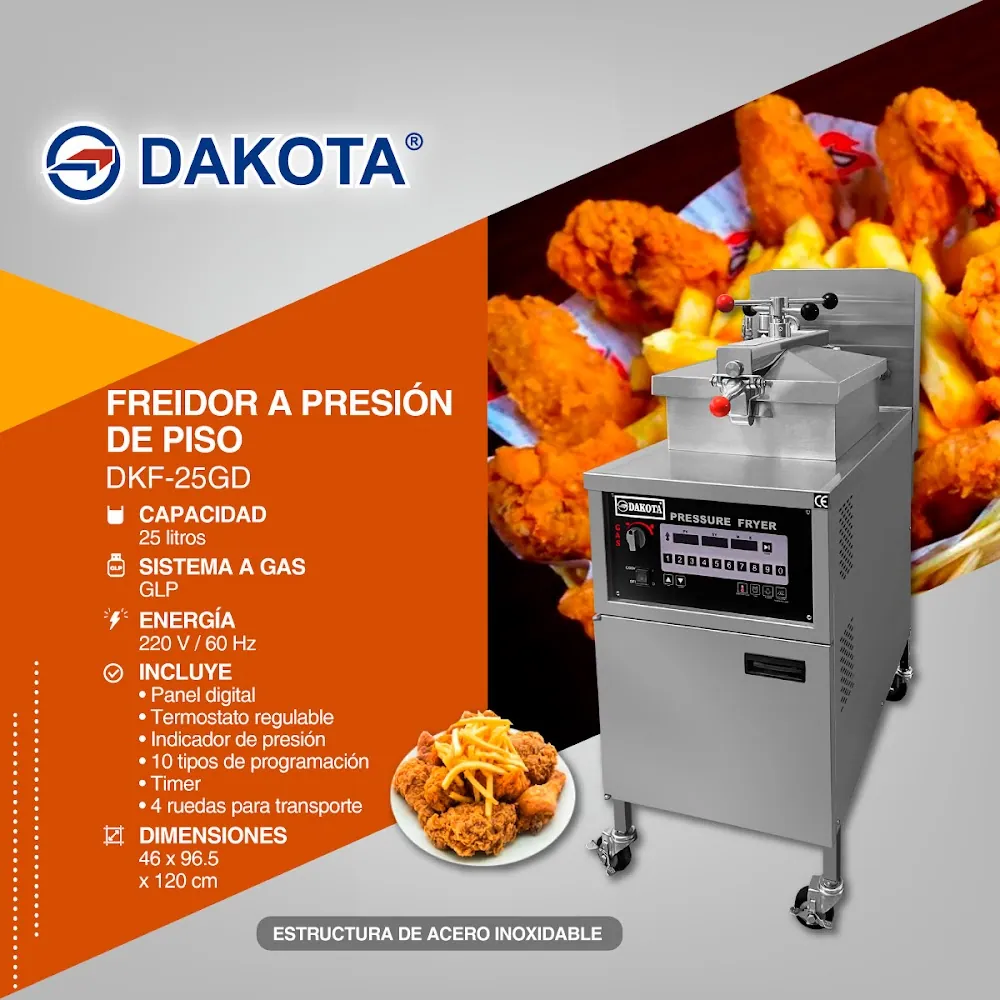 DAKOTA®
FREIDOR A PRESIÓN
DE PISO
DKF-25GD
CAPACIDAD
25 litros
GLP
SISTEMA A GAS
GLP
ENERGÍA
220 V / 60 Hz
INCLUYE
• Panel digital
• Termostato regulable
• Indicador de presión
• 10 tipos de programación
• Timer
• 4 ruedas para transporte
DIMENSIONES
46 x 96.5
x 120 cm
DAKOTA
PRESSURE FRYER
CE
GAS
1 2 3 4 5 6 7 8 9 0
ESTRUCTURA DE ACERO INOXIDABLE